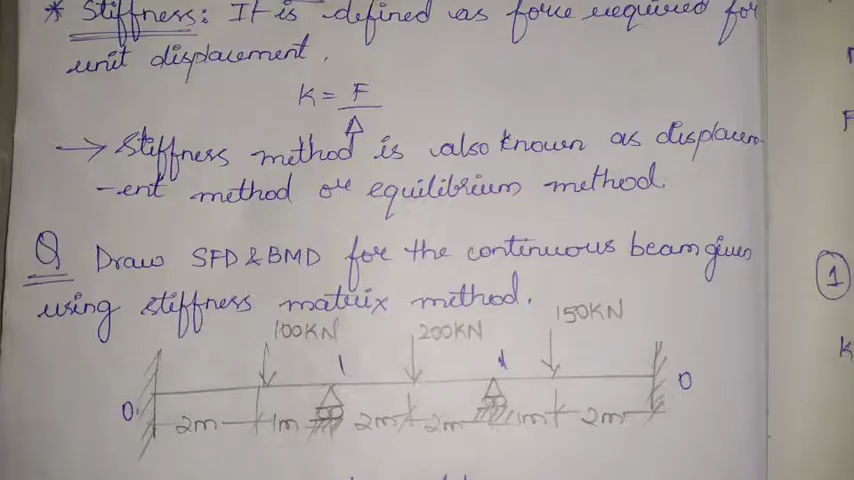 * Stiffness: It is defined as force required for
unit displacement.
K = F
Δ
→ Stiffness method is also known as displacem-
-ent method or equilibrium method.
Q Draw SFD & BMD for the continuous beam given
using stiffness matrix method.
100KN 200KN 150KN
0 1 1 0
2m 1m 2m 2m 1m 2m
1
K
F